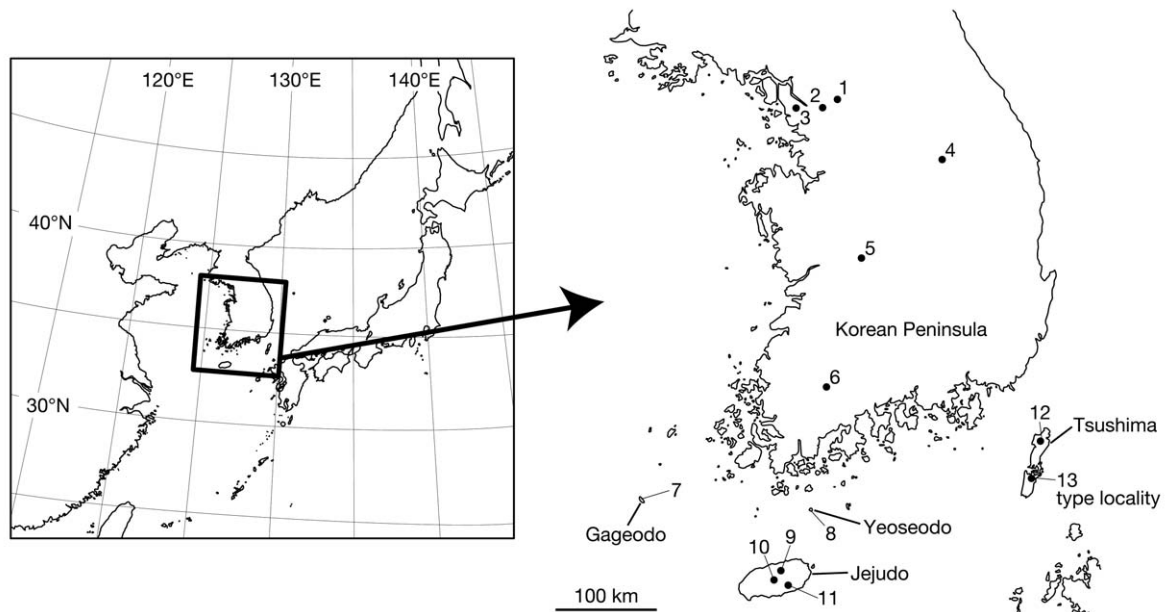 120°E
130°E
140°E
40°N
30°N
1
2
3
4
5
Korean Peninsula
6
12
Tsushima
13
type locality
7
Gageodo
8
Yeoseodo
9
10
Jejudo
11
100 km